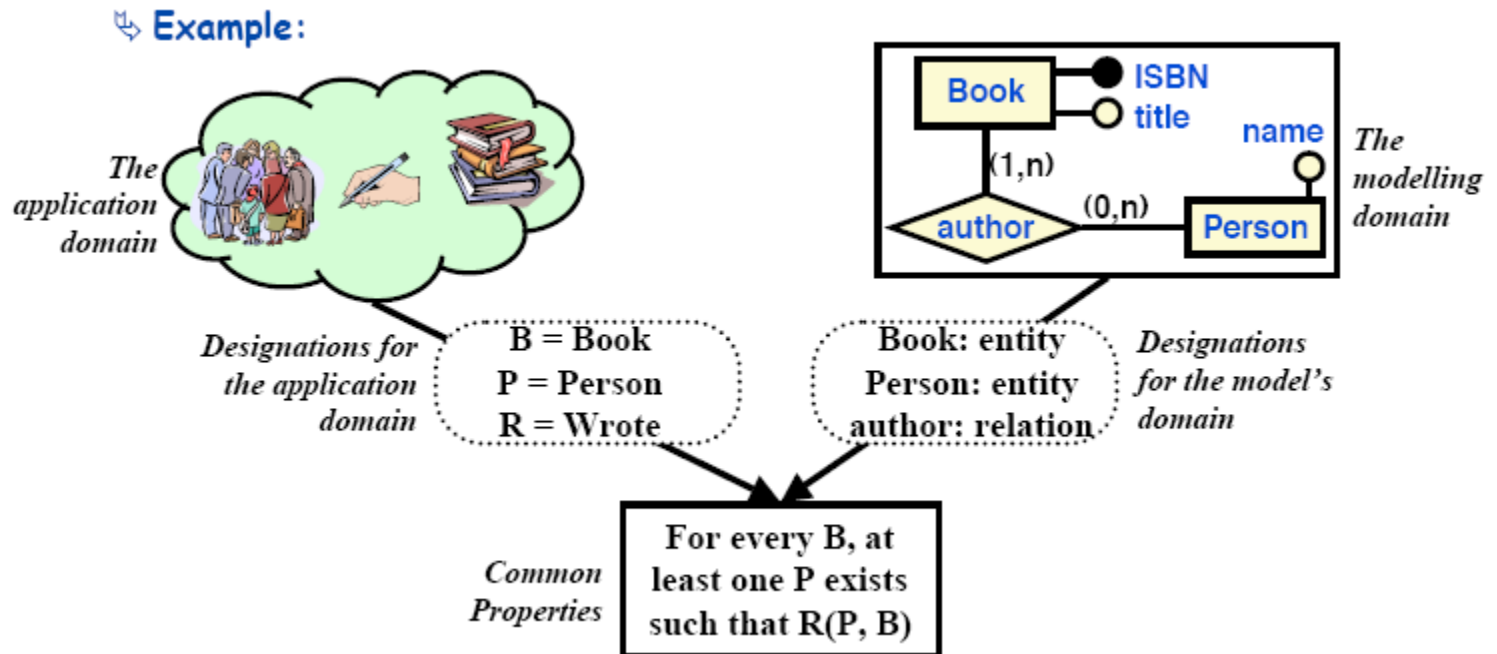 Example:
The
application
domain
Book
ISBN
title
name
(1,n)
(0,n)
author
Person
The
modelling
domain
Designations for
the application
domain
B = Book
P = Person
R = Wrote
Book: entity
Person: entity
author: relation
Designations
for the model's
domain
Common
Properties
For every B, at
least one P exists
such that R(P, B)